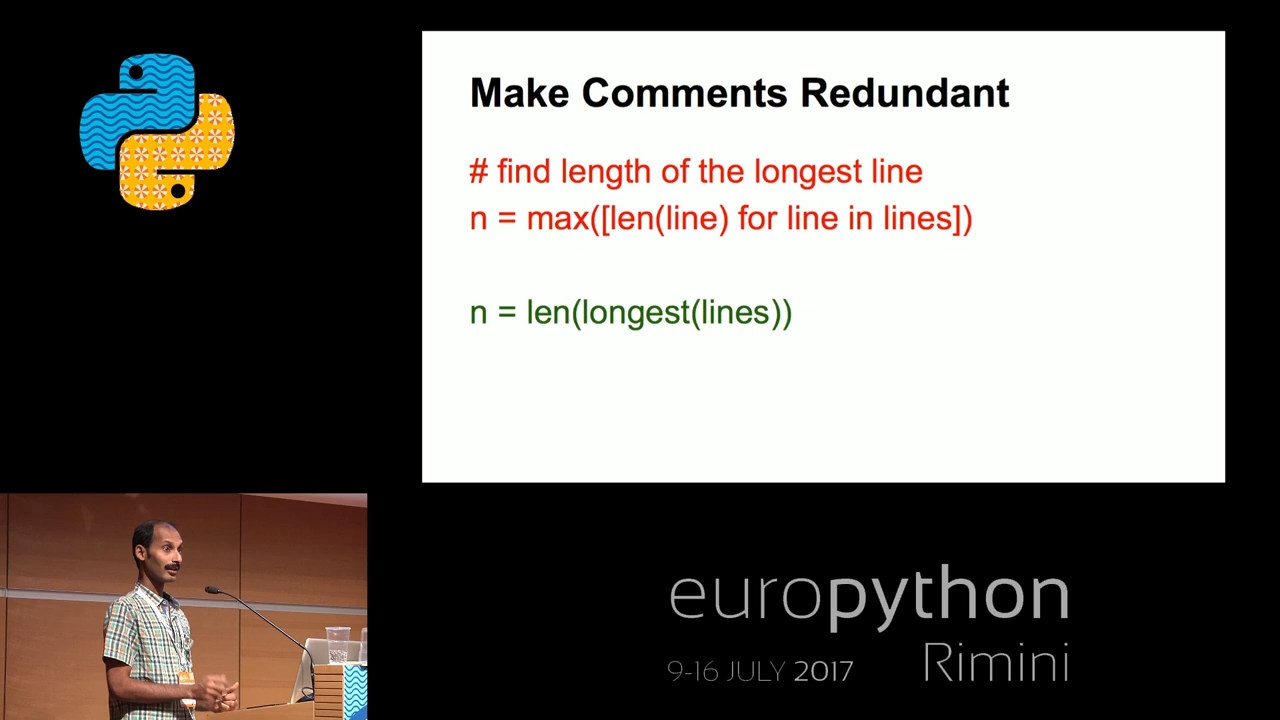 Make Comments Redundant
# find length of the longest line
n = max([len(line) for line in lines])
n = len(longest(lines))
europython
Rimini
9-16 JULY 2017